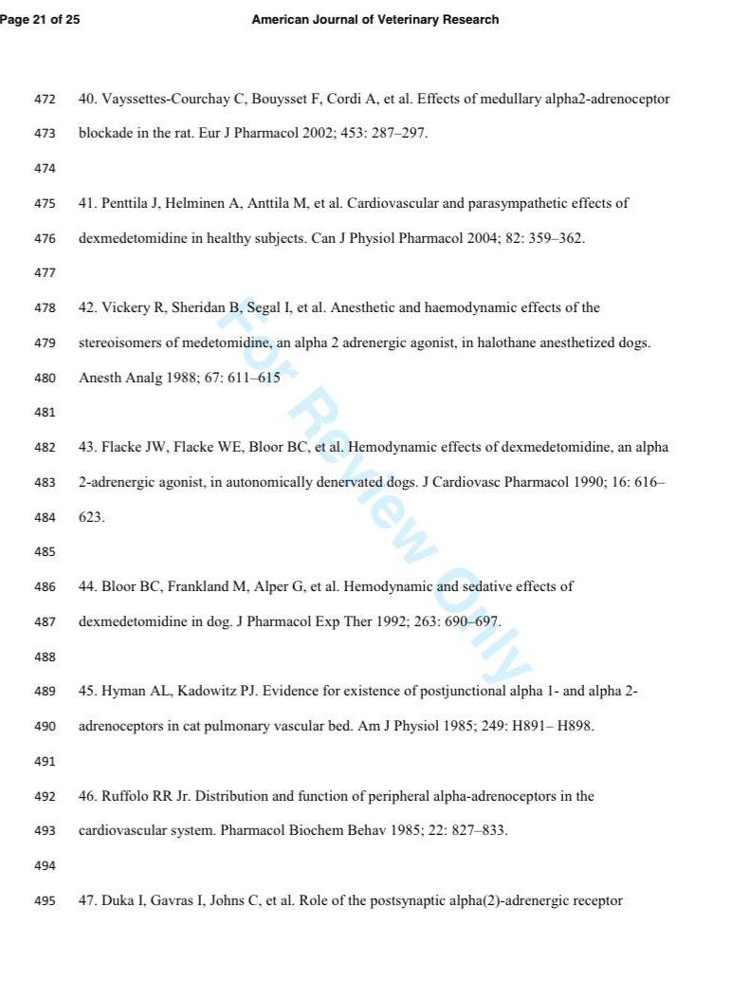 Page 21 of 25 American Journal of Veterinary Research
472 40. Vayssettes-Courchay C, Bouysset F, Cordi A, et al. Effects of medullary alpha2-adrenoceptor
473 blockade in the rat. Eur J Pharmacol 2002; 453: 287–297.
474
475 41. Penttila J, Helminen A, Anttila M, et al. Cardiovascular and parasympathetic effects of
476 dexmedetomidine in healthy subjects. Can J Physiol Pharmacol 2004; 82: 359–362.
477
478 42. Vickery R, Sheridan B, Segal I, et al. Anesthetic and haemodynamic effects of the
479 stereoisomers of medetomidine, an alpha 2 adrenergic agonist, in halothane anesthetized dogs.
480 Anesth Analg 1988; 67: 611–615
481
482 43. Flacke JW, Flacke WE, Bloor BC, et al. Hemodynamic effects of dexmedetomidine, an alpha
483 2-adrenergic agonist, in autonomically denervated dogs. J Cardiovasc Pharmacol 1990; 16: 616–
484 623.
485
486 44. Bloor BC, Frankland M, Alper G, et al. Hemodynamic and sedative effects of
487 dexmedetomidine in dog. J Pharmacol Exp Ther 1992; 263: 690–697.
488
489 45. Hyman AL, Kadowitz PJ. Evidence for existence of postjunctional alpha 1- and alpha 2-
490 adrenoceptors in cat pulmonary vascular bed. Am J Physiol 1985; 249: H891– H898.
491
492 46. Ruffolo RR Jr. Distribution and function of peripheral alpha-adrenoceptors in the
493 cardiovascular system. Pharmacol Biochem Behav 1985; 22: 827–833.
494
495 47. Duka I, Gavras I, Johns C, et al. Role of the postsynaptic alpha(2)-adrenergic receptor
For Review Only